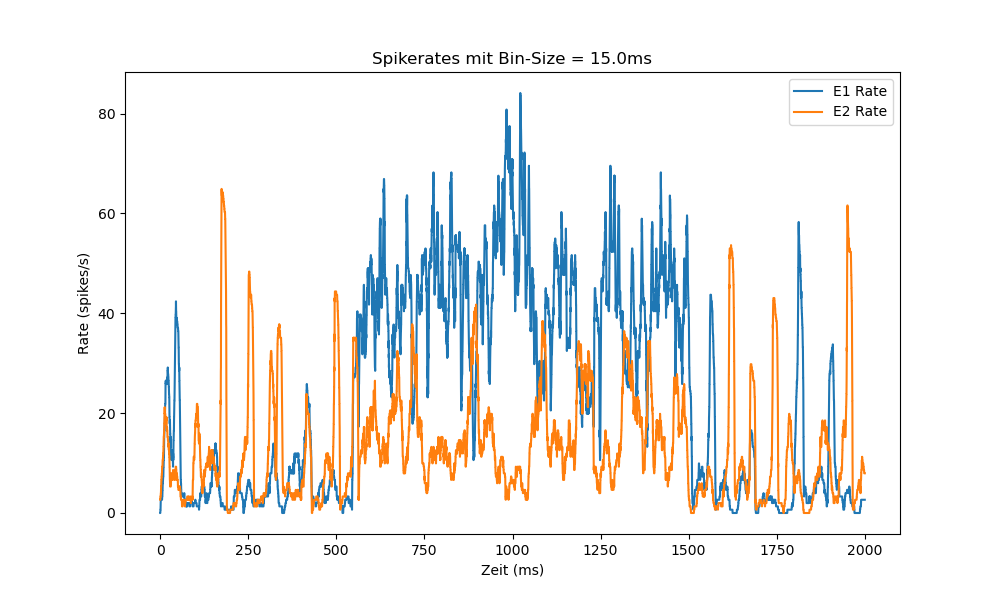 Spikerates mit Bin-Size = 15.0ms
E1 Rate
E2 Rate
Rate (spikes/s)
80
60
40
20
0
0 250 500 750 1000 1250 1500 1750 2000
Zeit (ms)